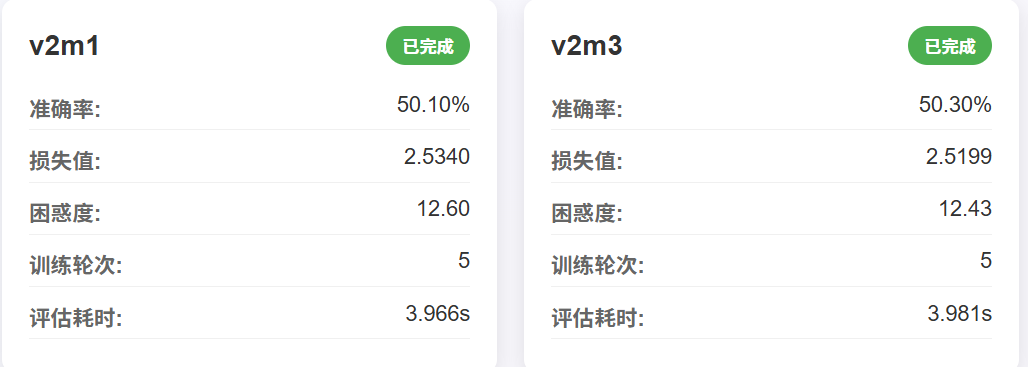 v2m1 已完成
准确率: 50.10%
损失值: 2.5340
困惑度: 12.60
训练轮次: 5
评估耗时: 3.966s
v2m3 已完成
准确率: 50.30%
损失值: 2.5199
困惑度: 12.43
训练轮次: 5
评估耗时: 3.981s